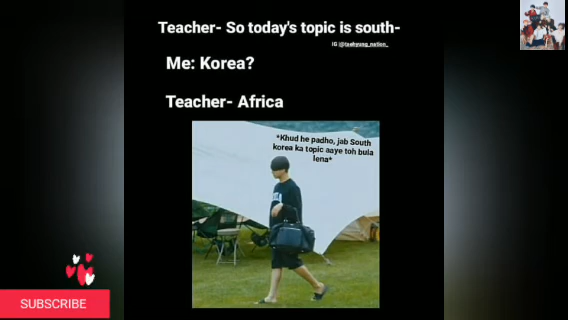 Teacher- So today's topic is south-
IG |@taehyung_nation_
Me: Korea?
Teacher- Africa
*Khud he padho, jab South
korea ka topic aaye toh bula
lena*
SUBSCRIBE